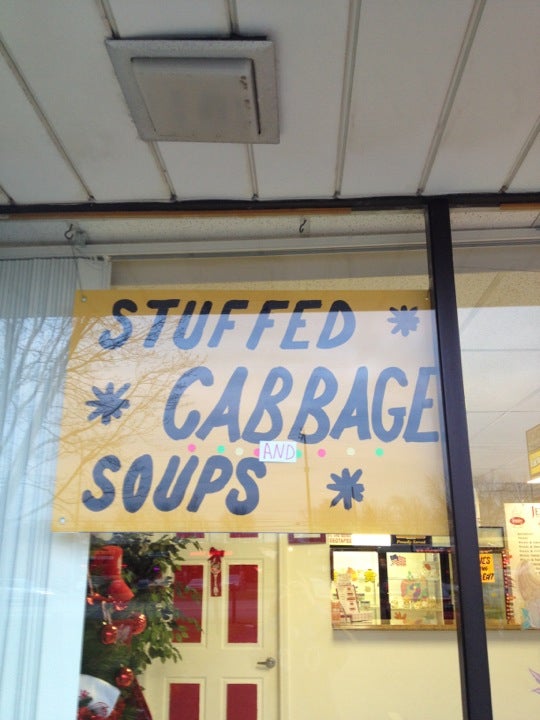 STUFFED *
* CABBAGE
AND
SOUPS *